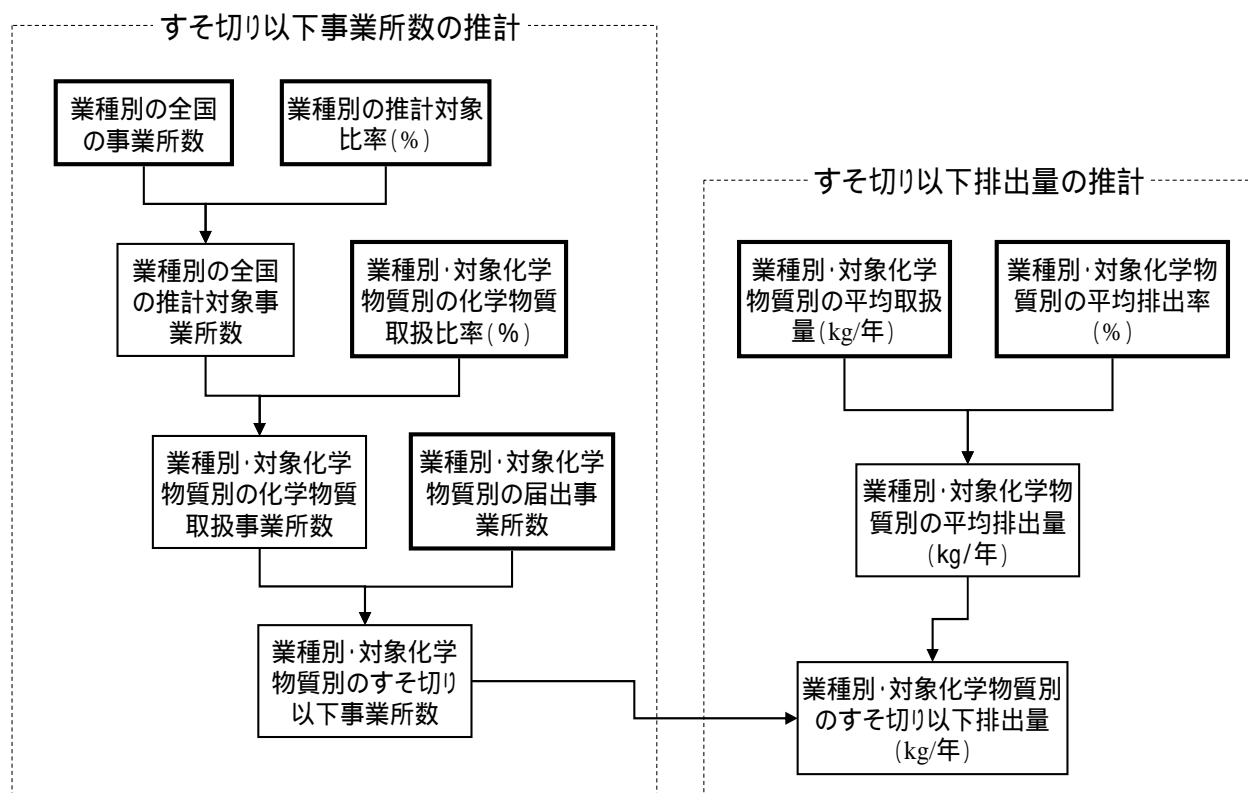 すそ切り以下事業所数の推計
業種別の全国
の事業所数
業種別の推計対象
比率(%)
業種別の全国
の推計対象事
業所数
業種別・対象化学
物質別の化学物質
取扱比率(%)
業種別・対象化学
物質別の化学物質
取扱事業所数
業種別・対象化学
物質別の届出事
業所数
業種別・対象化学
物質別のすそ切り
以下事業所数
すそ切り以下排出量の推計
業種別・対象化学
物質別の平均取扱
量(kg/年)
業種別・対象化学物
質別の平均排出率
(%)
業種別・対象化学物
質別の平均排出量
(kg/年)
業種別・対象化学物質別
のすそ切り以下排出量
(kg/年)